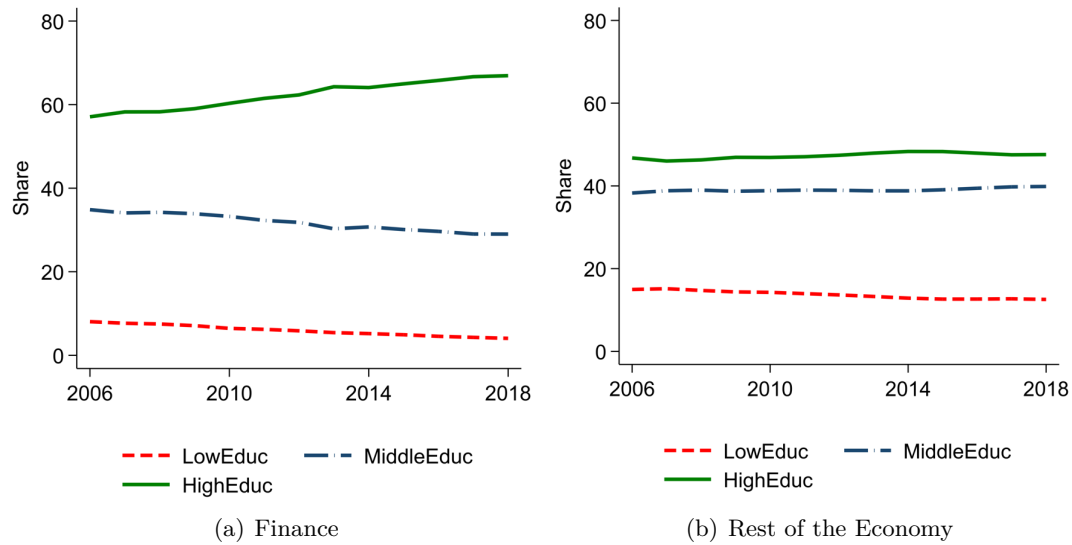 80
60
40
20
0
Share
2006 2010 2014 2018
LowEduc MiddleEduc
HighEduc
(a) Finance
80
60
40
20
0
Share
2006 2010 2014 2018
LowEduc MiddleEduc
HighEduc
(b) Rest of the Economy